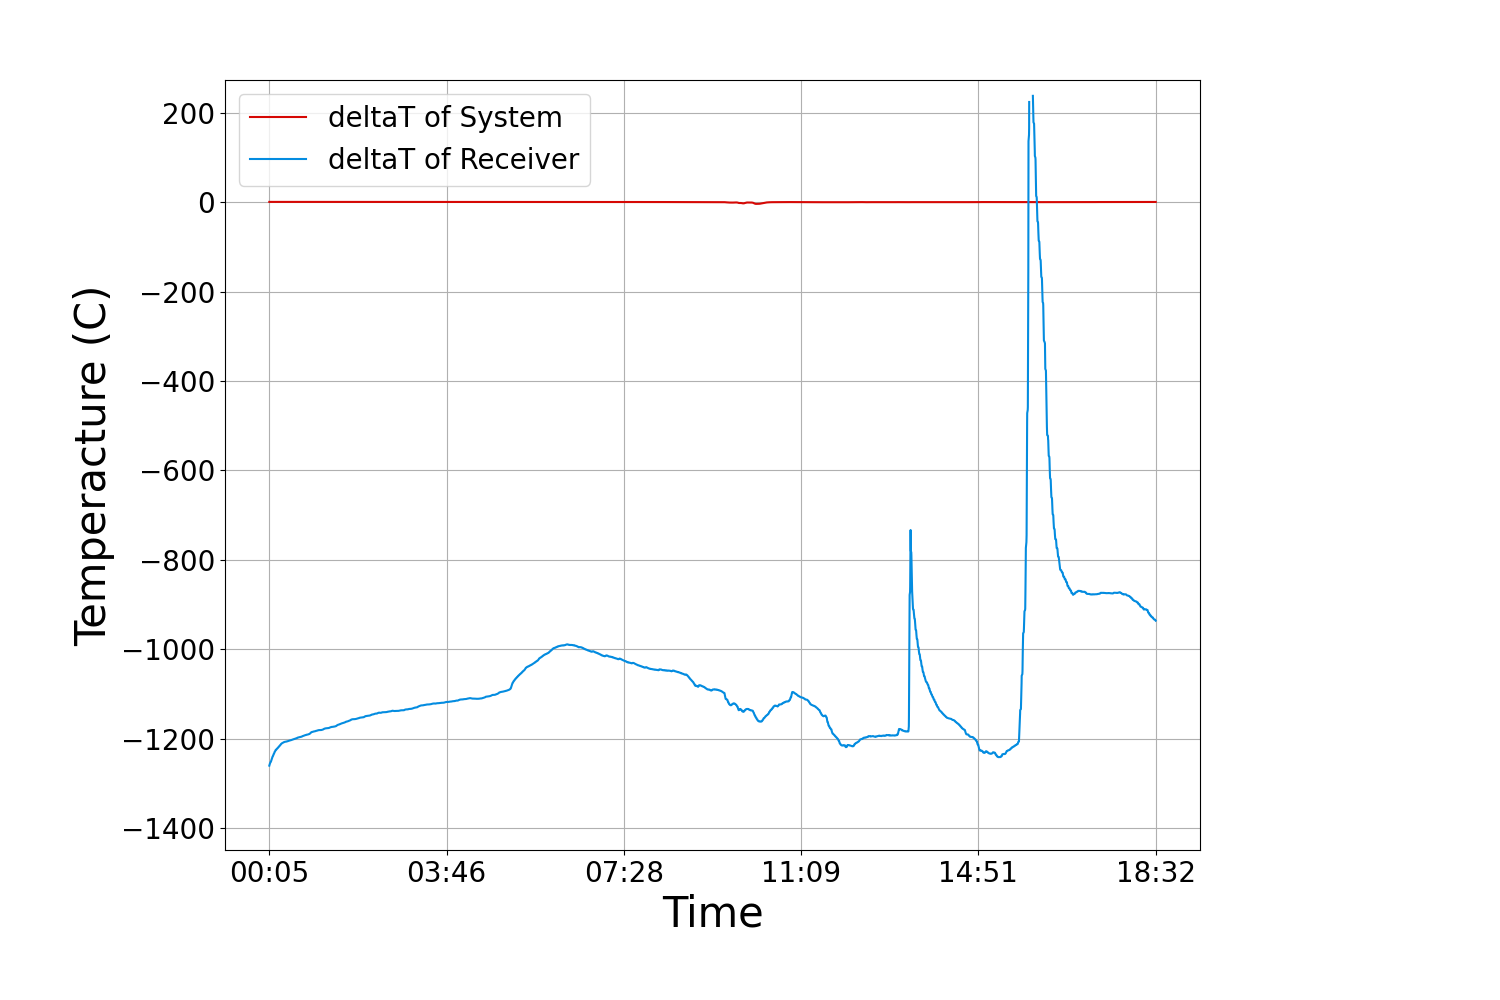 deltaT of System
deltaT of Receiver
200
0
−200
−400
−600
−800
−1000
−1200
−1400
Temperacture (C)
00:05 03:46 07:28 11:09 14:51 18:32
Time